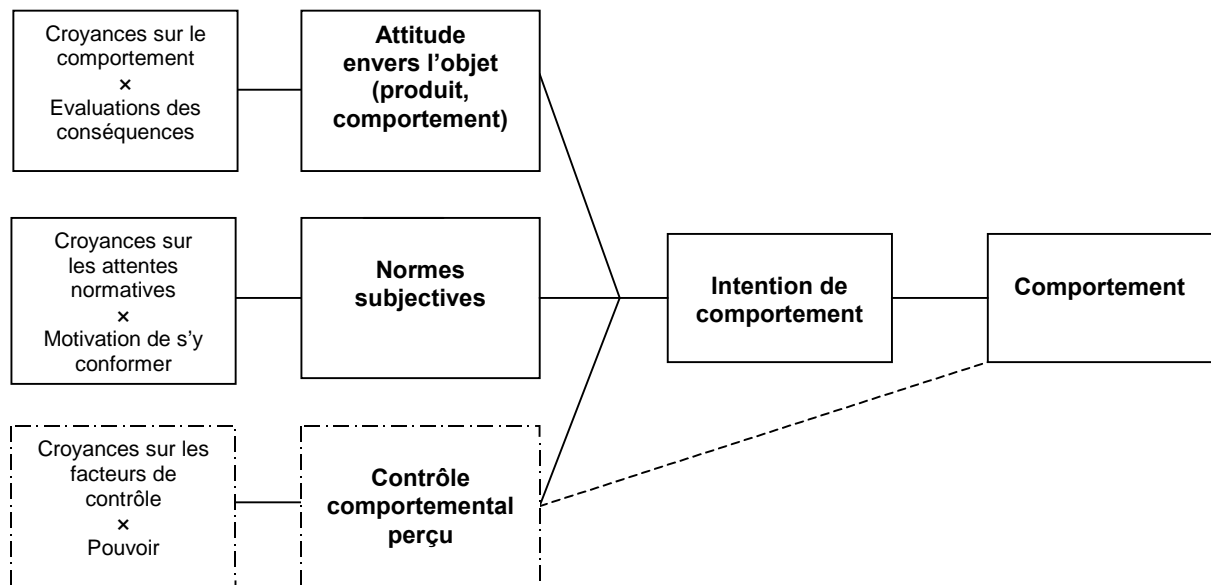 Croyances sur le
comportement
×
Evaluations des
conséquences
Attitude
envers l’objet
(produit,
comportement)
Croyances sur
les attentes
normatives
×
Motivation de s’y
conformer
Normes
subjectives
Intention de
comportement
Comportement
Croyances sur les
facteurs de
contrôle
×
Pouvoir
Contrôle
comportemental
perçu